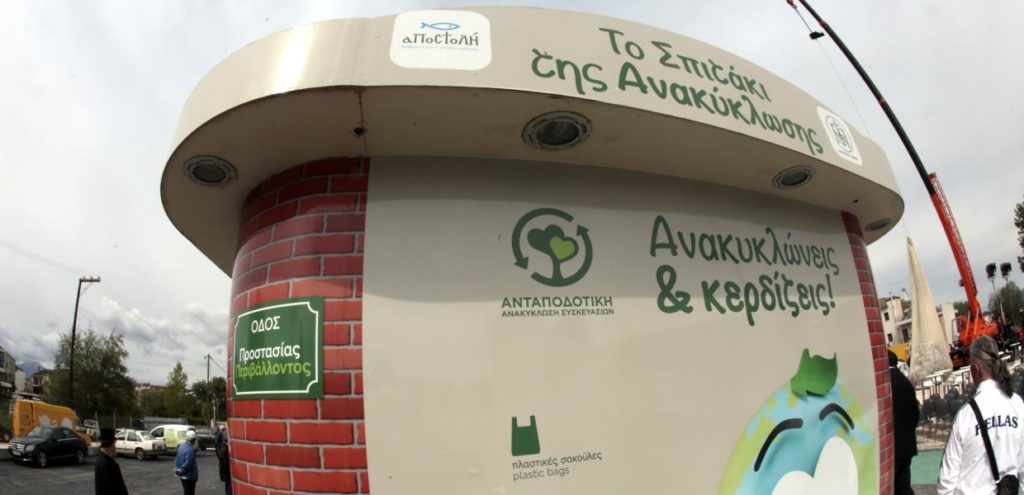 αποστολή
Το Σπιτάκι
της Ανακύκλωσης
ΑΝΤΑΠΟΔΟΤΙΚΗ
ΑΝΑΚΥΚΛΩΣΗ ΣΥΣΚΕΥΑΣΙΩΝ
Ανακυκλώνεις
& κερδίζεις!
ΟΔΟΣ
Προστασίας
Περιβάλλοντος
πλαστικές σακούλες
plastic bags
HELLAS